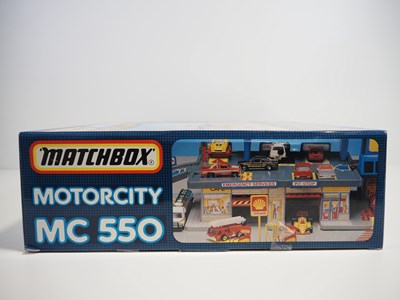 MATCHBOX®
MOTORCITY
MC 550
EMERGENCY SERVICES
PIT-STOP
Shell